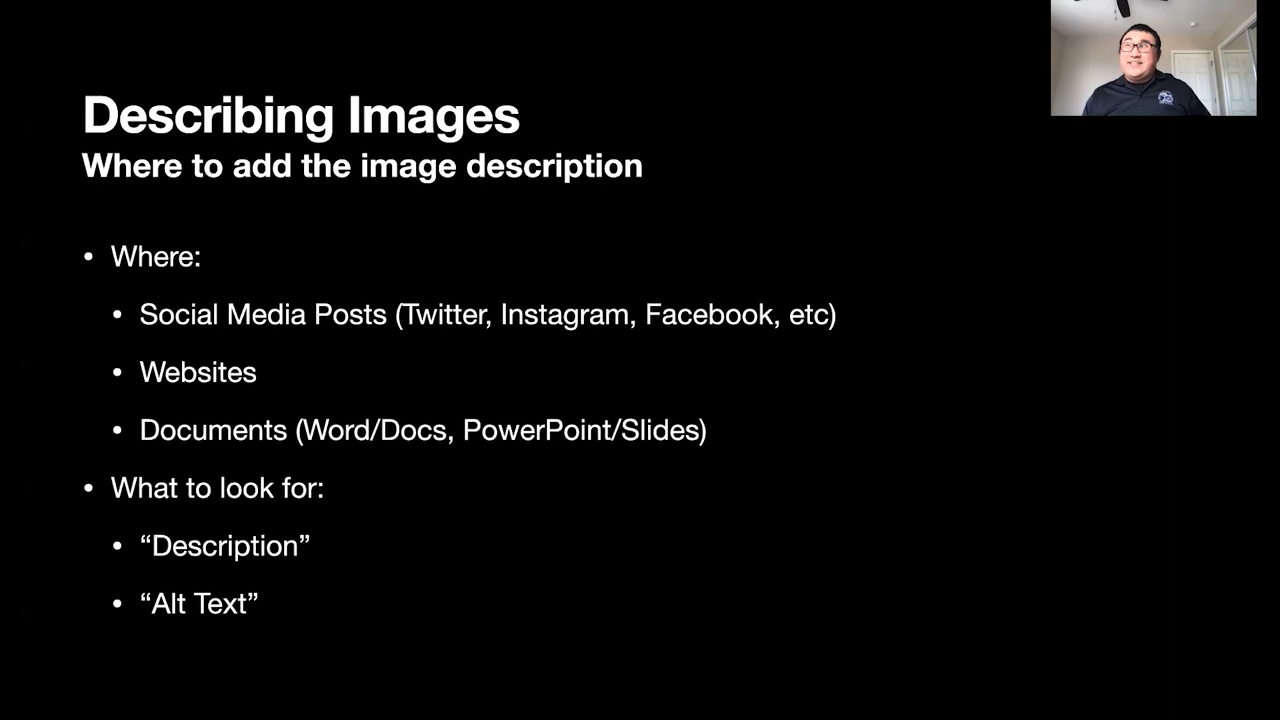 Describing Images
Where to add the image description
• Where:
• Social Media Posts (Twitter, Instagram, Facebook, etc)
• Websites
• Documents (Word/Docs, PowerPoint/Slides)
• What to look for:
• “Description”
• “Alt Text”